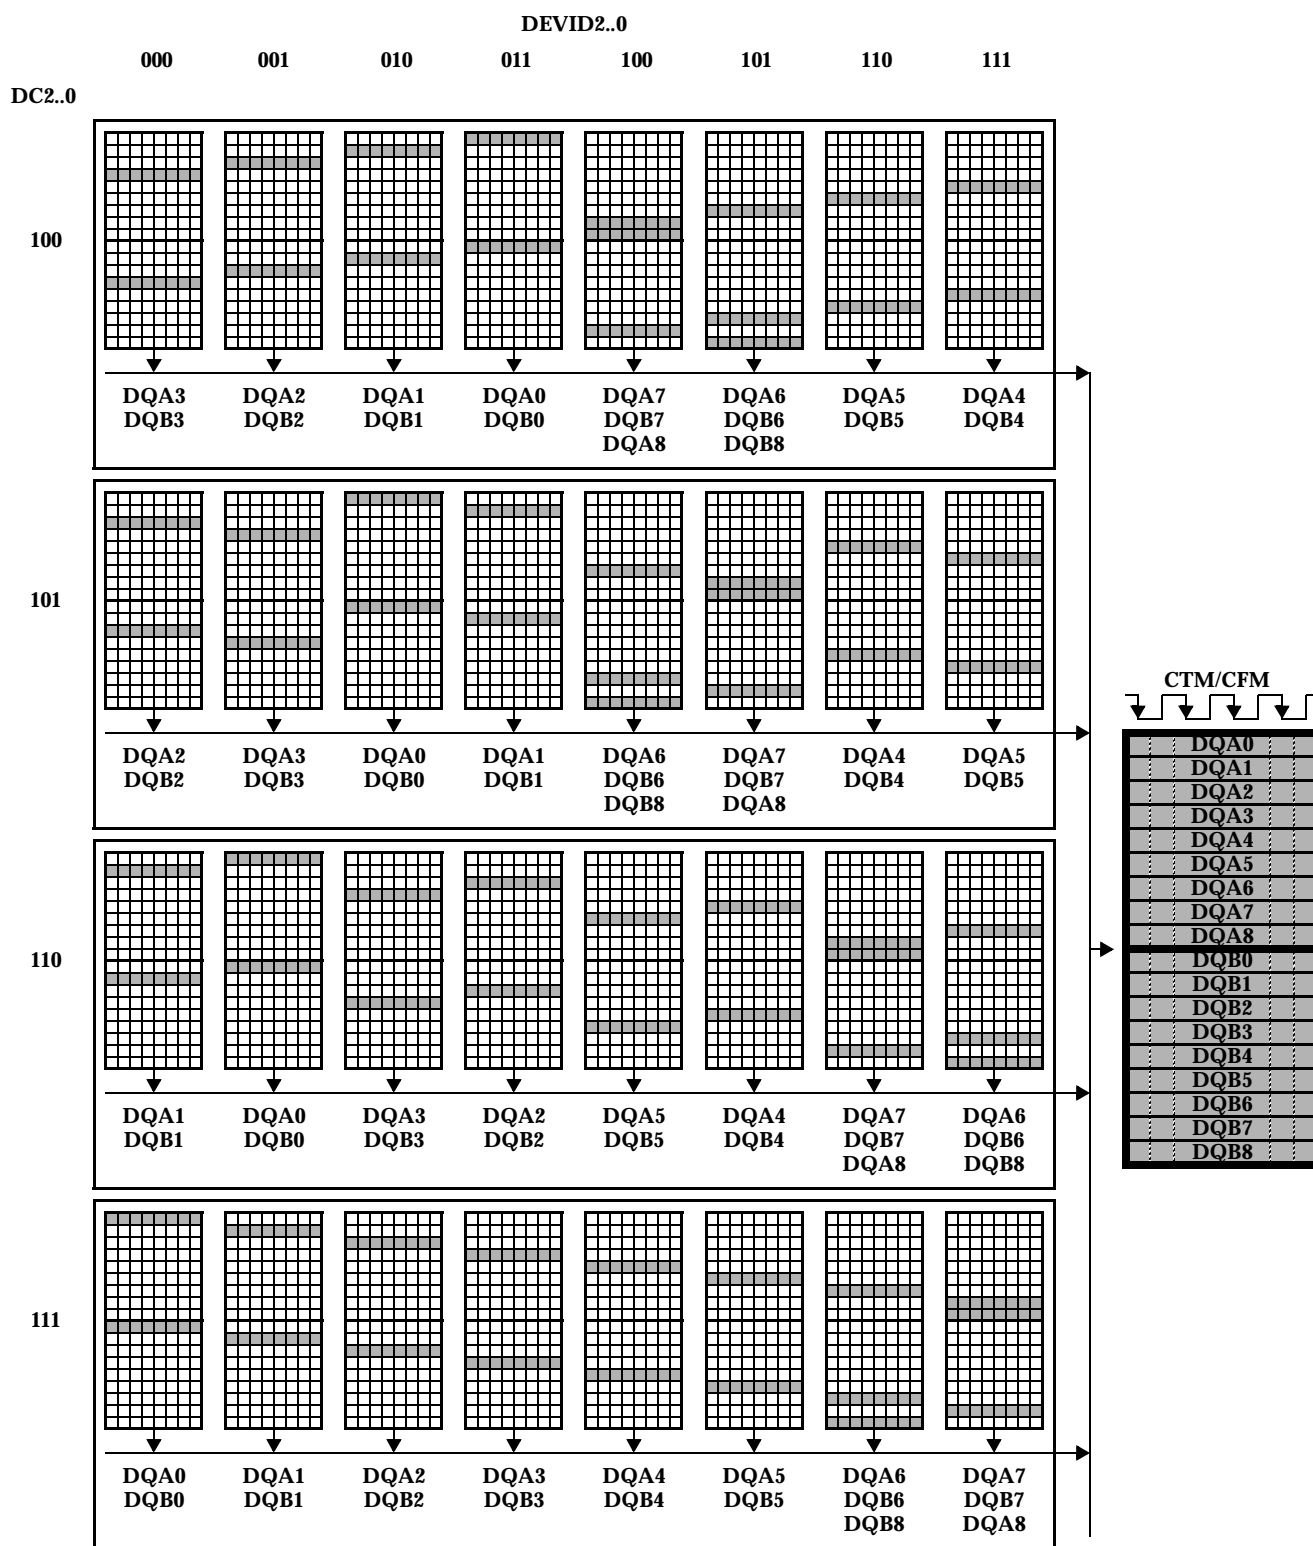 DEVID2..0
000 001 010 011 100 101 110 111
DC2..0
100
DQA3 DQA2 DQA1 DQA0 DQA7 DQA6 DQA5 DQA4
DQB3 DQB2 DQB1 DQB0 DQB7 DQB6 DQB5 DQB4
DQA8 DQB8
101
DQA2 DQA3 DQA0 DQA1 DQA6 DQA7 DQA4 DQA5
DQB2 DQB3 DQB0 DQB1 DQB6 DQB7 DQB4 DQB5
DQB8 DQA8
110
DQA1 DQA0 DQA3 DQA2 DQA5 DQA4 DQA7 DQA6
DQB1 DQB0 DQB3 DQB2 DQB5 DQB4 DQB7 DQB6
DQA8 DQB8
111
DQA0 DQA1 DQA2 DQA3 DQA4 DQA5 DQA6 DQA7
DQB0 DQB1 DQB2 DQB3 DQB4 DQB5 DQB6 DQB7
DQB8 DQA8
CTM/CFM
DQA0
DQA1
DQA2
DQA3
DQA4
DQA5
DQA6
DQA7
DQA8
DQB0
DQB1
DQB2
DQB3
DQB4
DQB5
DQB6
DQB7
DQB8